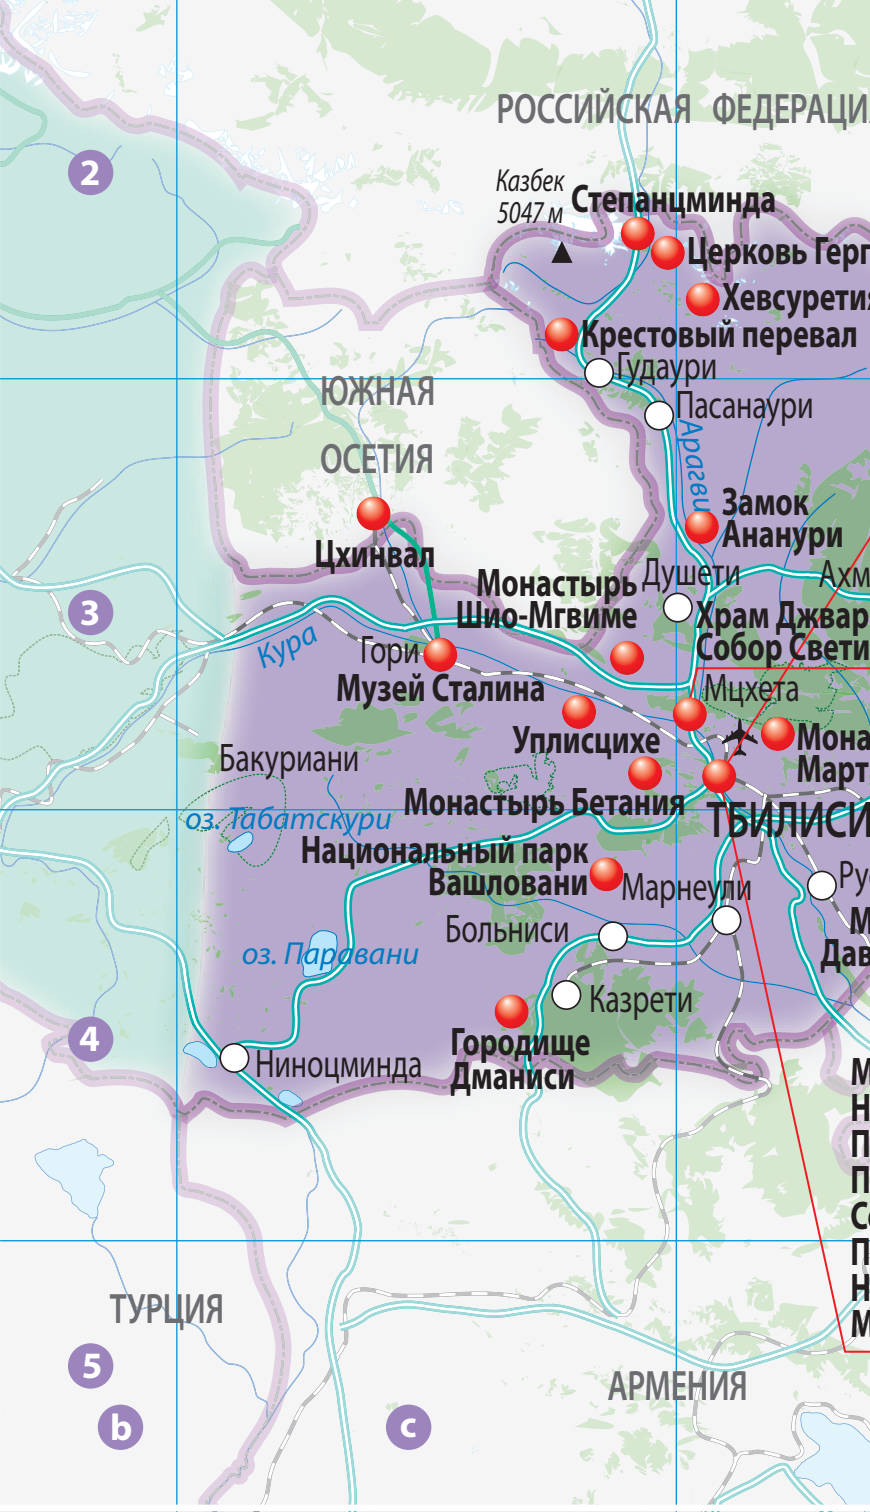 РОССИЙСКАЯ ФЕДЕРАЦИ
2
Казбек
5047 м
Степанцминда
Церковь Герг
Хевсурети
Крестовый перевал
Гудаури
ЮЖНАЯ
ОСЕТИЯ
Пасанаури
Арагви
Замок
Ананури
Цхинвал
Монастырь
Шио-Мгвиме
Душети
Ахм
3
Храм Джвар
Собор Свети
Кура
Гори
Музей Сталина
Мцхета
Уплисцихе
Мона
Март
Бакуриани
Монастырь Бетания
ТБИЛИСИ
оз. Табатскури
Национальный парк
Вашловани
Марнеули
Ру
Больниси
М
Дав
оз. Паравани
Казрети
4
Городище
Дманиси
Ниноцминда
М
Н
П
П
Со
П
Н
М
ТУРЦИЯ
5
АРМЕНИЯ
b
c